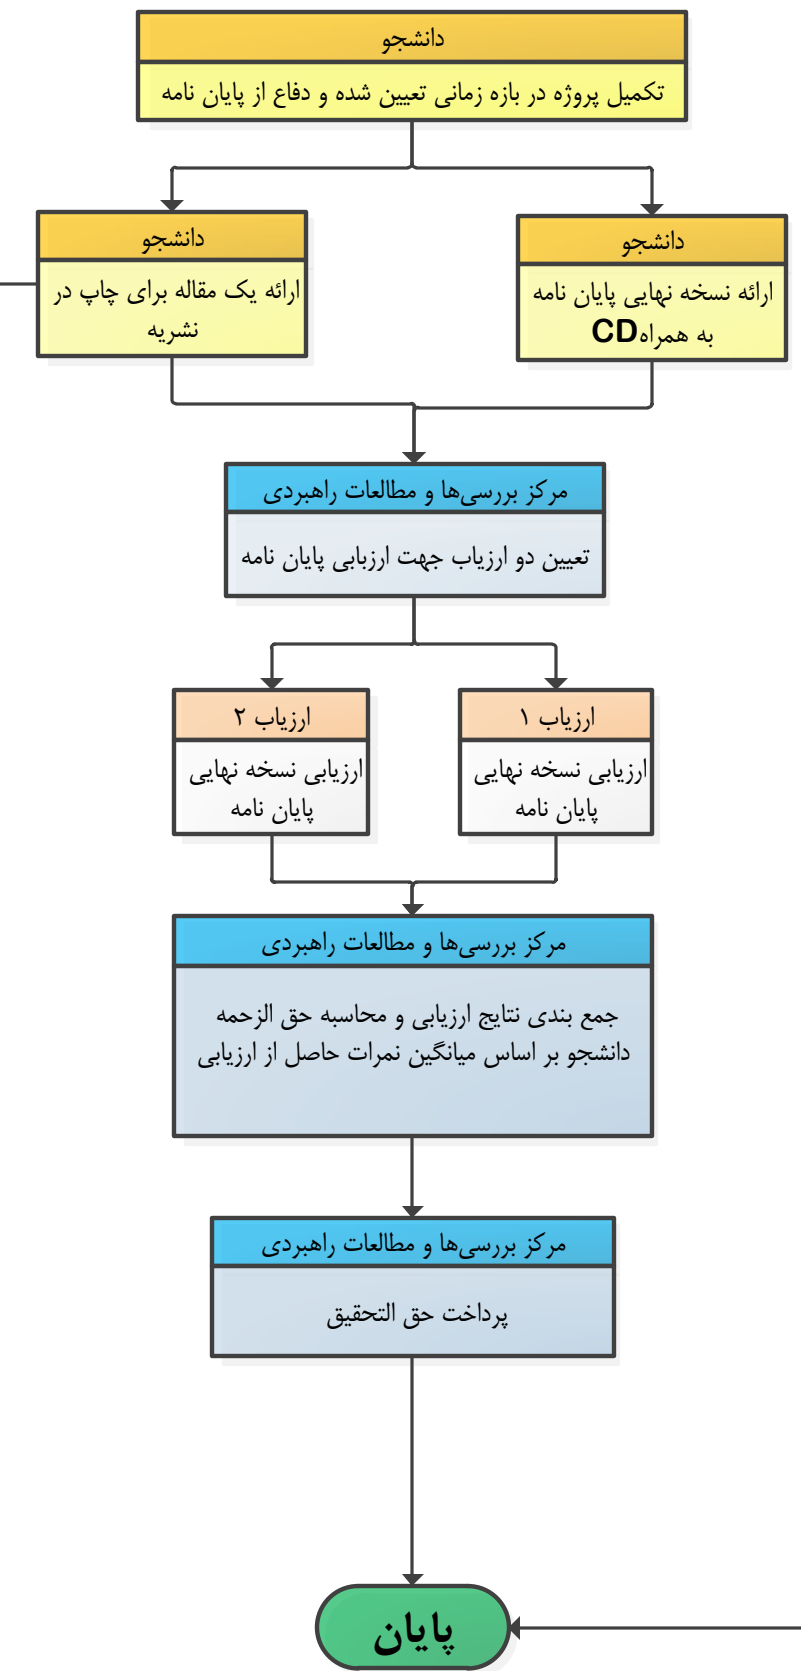 دانشجو
تکمیل پروژه در بازه زمانی تعیین شده و دفاع از پایان نامه
دانشجو
ارائه نسخه نهایی پایان نامه
به همراه CD
دانشجو
ارائه یک مقاله برای چاپ در
نشریه
مرکز بررسی‌ها و مطالعات راهبردی
تعیین دو ارزیاب جهت ارزیابی پایان نامه
ارزیاب ۱
ارزیابی نسخه نهایی
پایان نامه
ارزیاب ۲
ارزیابی نسخه نهایی
پایان نامه
مرکز بررسی‌ها و مطالعات راهبردی
جمع بندی نتایج ارزیابی و محاسبه حق الزحمه
دانشجو بر اساس میانگین نمرات حاصل از ارزیابی
مرکز بررسی‌ها و مطالعات راهبردی
پرداخت حق التحقیق
پایان